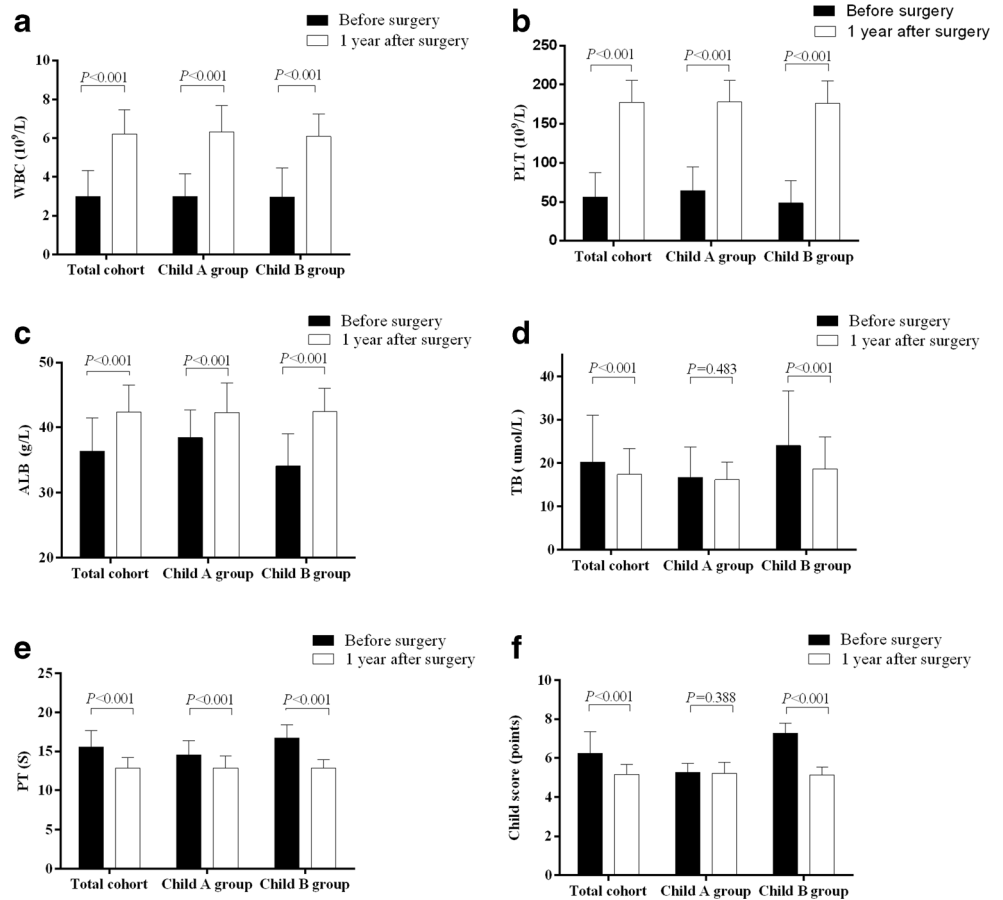 a
Before surgery
1 year after surgery
10
8
6
4
2
0
WBC (10⁹/L)
P<0.001
P<0.001
P<0.001
Total cohort
Child A group
Child B group
b
Before surgery
1 year after surgery
250
200
150
100
50
0
PLT (10⁹/L)
P<0.001
P<0.001
P<0.001
Total cohort
Child A group
Child B group
c
Before surgery
1 year after surgery
50
40
30
20
ALB (g/L)
P<0.001
P<0.001
P<0.001
Total cohort
Child A group
Child B group
d
Before surgery
1 year after surgery
40
30
20
10
0
TB ( umol/L )
P<0.001
P=0.483
P<0.001
Total cohort
Child A group
Child B group
e
Before surgery
1 year after surgery
25
20
15
10
5
0
PT (S)
P<0.001
P<0.001
P<0.001
Total cohort
Child A group
Child B group
f
Before surgery
1 year after surgery
10
8
6
4
2
0
Child score (points)
P<0.001
P=0.388
P<0.001
Total cohort
Child A group
Child B group